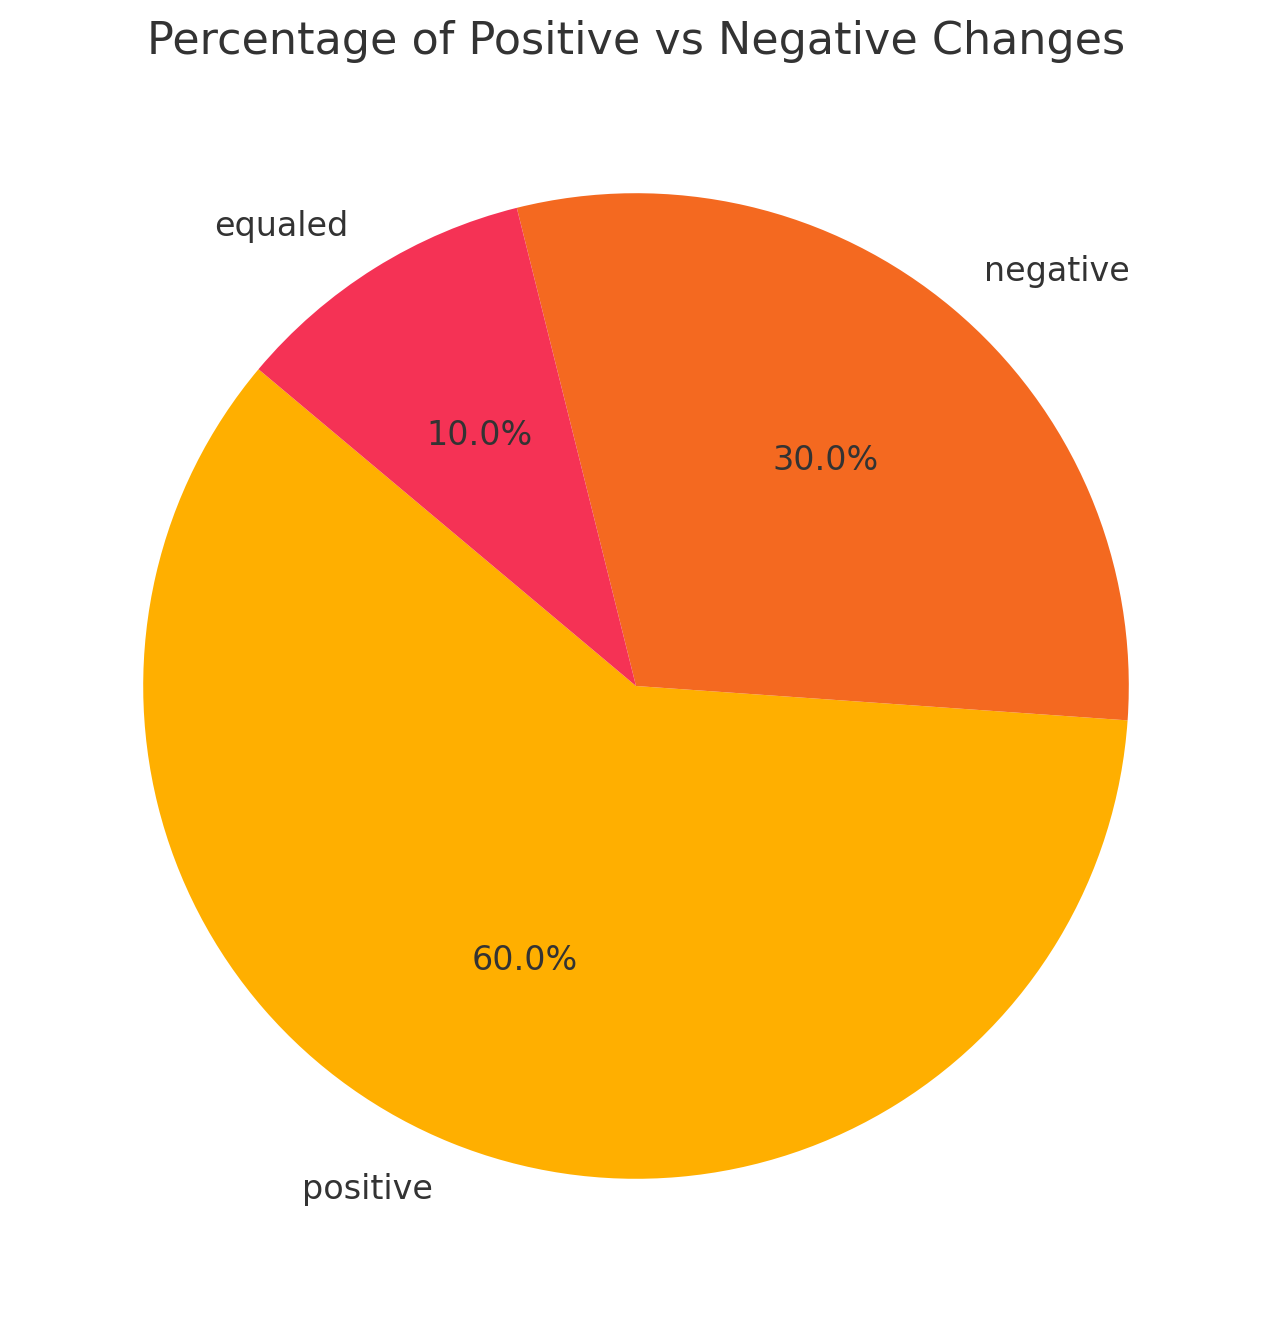 Percentage of Positive vs Negative Changes
equaled
negative
10.0%
30.0%
60.0%
positive